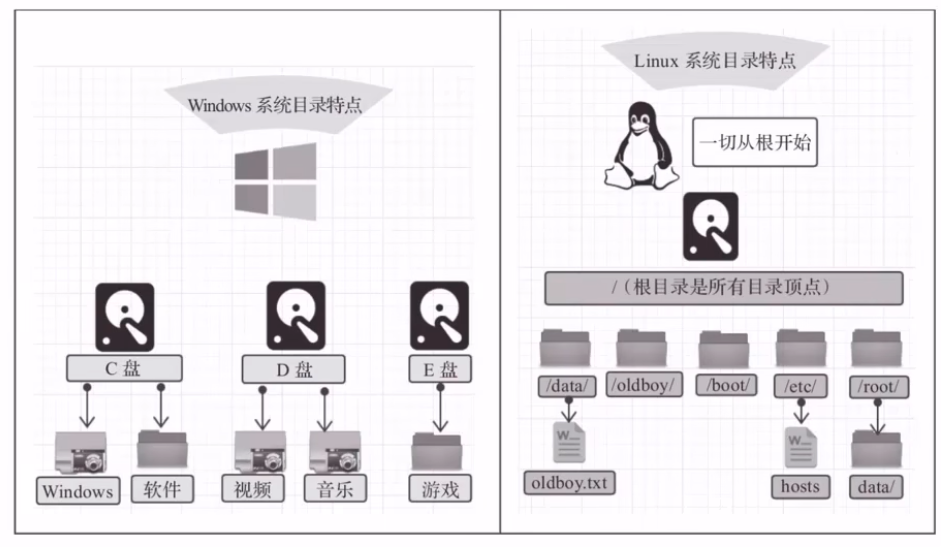 Windows 系统目录特点
C 盘
D 盘
E 盘
Windows
软件
视频
音乐
游戏
Linux 系统目录特点
一切从根开始
/（根目录是所有目录顶点）
/data/
/oldboy/
/boot/
/etc/
/root/
W
W
oldboy.txt
hosts
data/